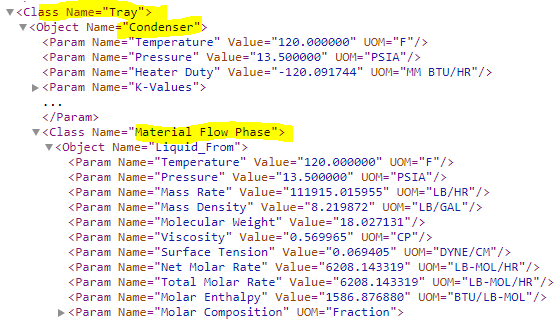 ▼<Class Name="Tray">
▼<Object Name="Condenser">
<Param Name="Temperature" Value="120.000000" UOM="F"/>
<Param Name="Pressure" Value="13.500000" UOM="PSIA"/>
<Param Name="Heater Duty" Value="-120.091744" UOM="MM BTU/HR"/>
▶<Param Name="K-Values">
...
</Param>
▼<Class Name="Material Flow Phase">
▼<Object Name="Liquid_From">
<Param Name="Temperature" Value="120.000000" UOM="F"/>
<Param Name="Pressure" Value="13.500000" UOM="PSIA"/>
<Param Name="Mass Rate" Value="111915.015955" UOM="LB/HR"/>
<Param Name="Mass Density" Value="8.219872" UOM="LB/GAL"/>
<Param Name="Molecular Weight" Value="18.027131"/>
<Param Name="Viscosity" Value="0.569965" UOM="CP"/>
<Param Name="Surface Tension" Value="0.069405" UOM="DYNE/CM"/>
<Param Name="Net Molar Rate" Value="6208.143319" UOM="LB-MOL/HR"/>
<Param Name="Total Molar Rate" Value="6208.143319" UOM="LB-MOL/HR"/>
<Param Name="Molar Enthalpy" Value="1586.876880" UOM="BTU/LB-MOL"/>
▶<Param Name="Molar Composition" UOM="Fraction">